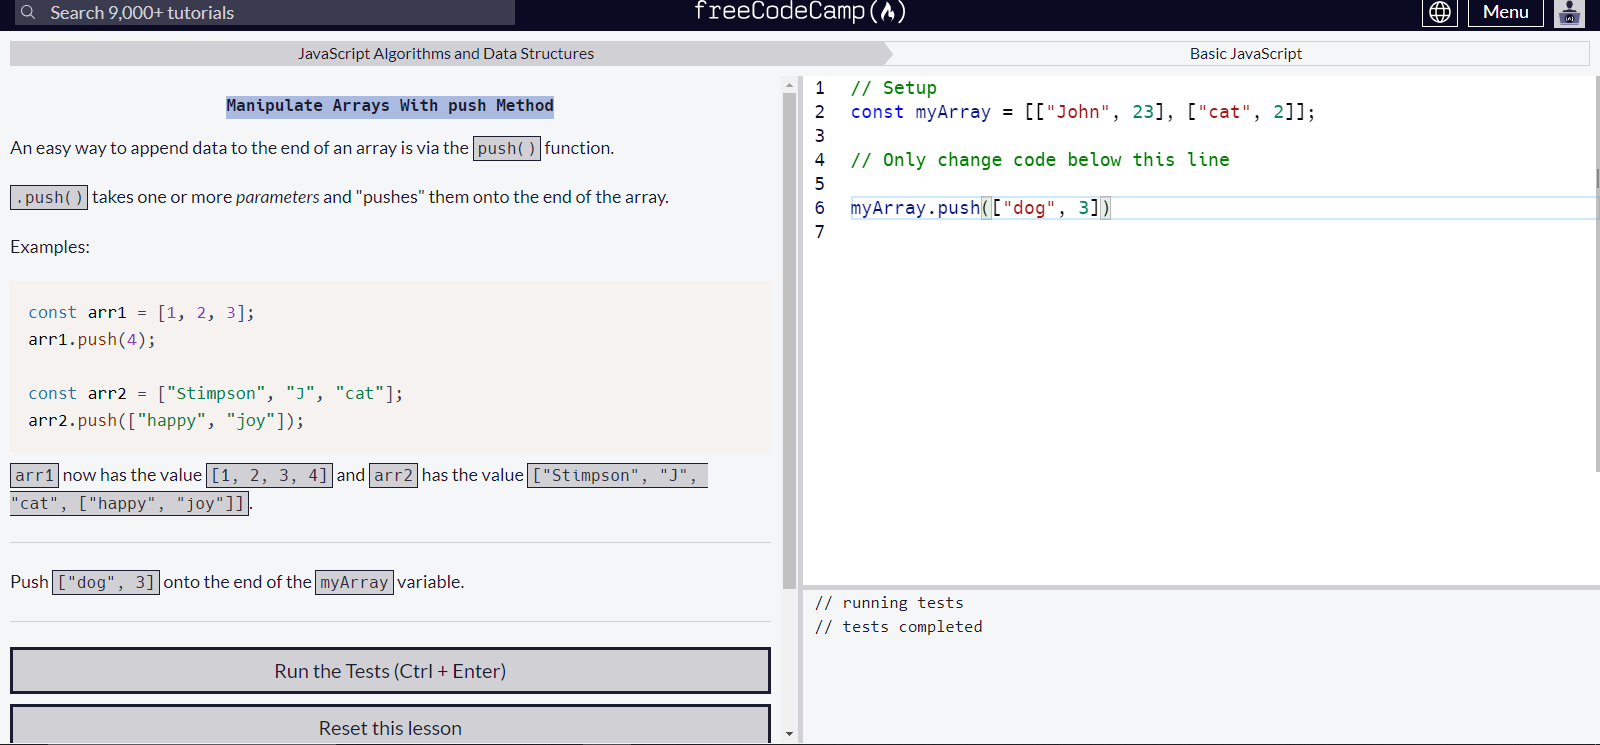 Search 9,000+ tutorials
freeCodeCamp
Menu
JavaScript Algorithms and Data Structures
Basic JavaScript
Manipulate Arrays With push Method
An easy way to append data to the end of an array is via the push() function.
.push() takes one or more parameters and "pushes" them onto the end of the array.
Examples:
const arr1 = [1, 2, 3];
arr1.push(4);
const arr2 = ["Stimpson", "J", "cat"];
arr2.push(["happy", "joy"]);
arr1 now has the value [1, 2, 3, 4] and arr2 has the value ["Stimpson", "J",
"cat", ["happy", "joy"]].
Push ["dog", 3] onto the end of the myArray variable.
Run the Tests (Ctrl + Enter)
Reset this lesson
1 // Setup
2 const myArray = [["John", 23], ["cat", 2]];
3
4 // Only change code below this line
5
6 myArray.push(["dog", 3])
7
// running tests
// tests completed